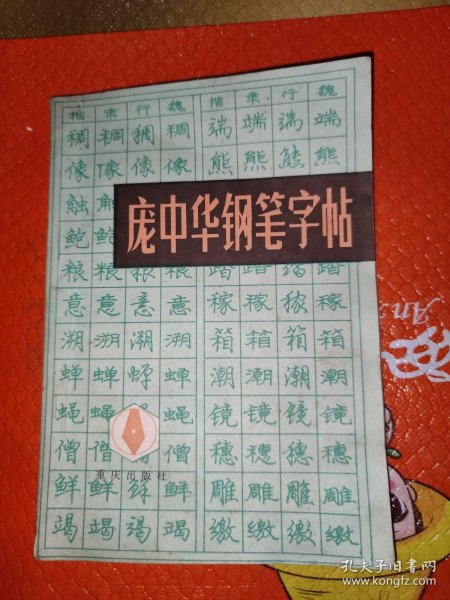 楷 隶 行 魏 楷 隶 行 魏
稠 稠 稠 稠 端 端 端 端
像 像 像 像 熊 熊 熊 熊
触 触
庞中华钢笔字帖
鲍 鲍
粮 粮 粮 粮 踏 踏 踏 踏
意 意 意 意 稼 稼 稼 稼
溯 溯 溯 溯 箱 箱 箱 箱
蝉 蝉 蝉 蝉 潮 潮 潮 潮
蝇 蝇 蝇 镜 镜 镜 镜
僧 僧 僧 穗 穗 穗 穗
重庆出版社
鲜 鲜 鲜 鲜 雕 雕 雕 雕
竭 竭 竭 竭 缴 缴 缴 缴
An
孔夫子旧书网
www.kongfz.com